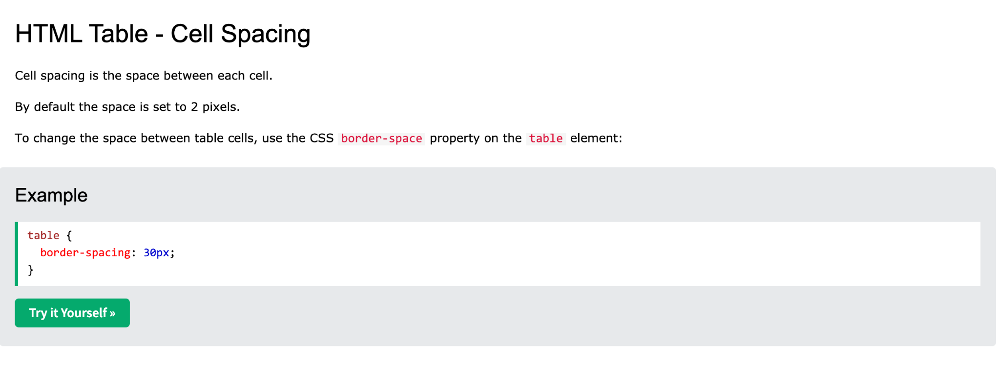 HTML Table - Cell Spacing
Cell spacing is the space between each cell.
By default the space is set to 2 pixels.
To change the space between table cells, use the CSS border-space property on the table element:
Example
table {
  border-spacing: 30px;
}
Try it Yourself »